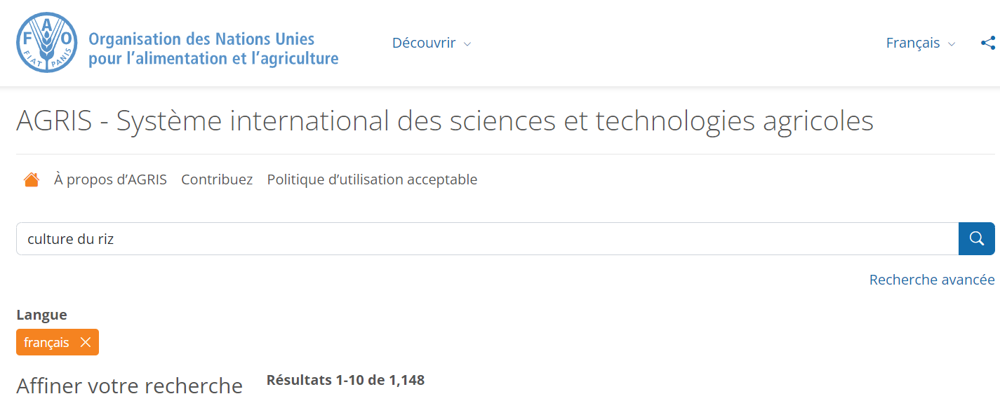 FAO
FIAT PANIS
Organisation des Nations Unies
pour l’alimentation et l’agriculture
Découvrir
Français
AGRIS - Système international des sciences et technologies agricoles
À propos d’AGRIS Contribuez Politique d’utilisation acceptable
culture du riz
Recherche avancée
Langue
français
Affiner votre recherche
Résultats 1-10 de 1,148